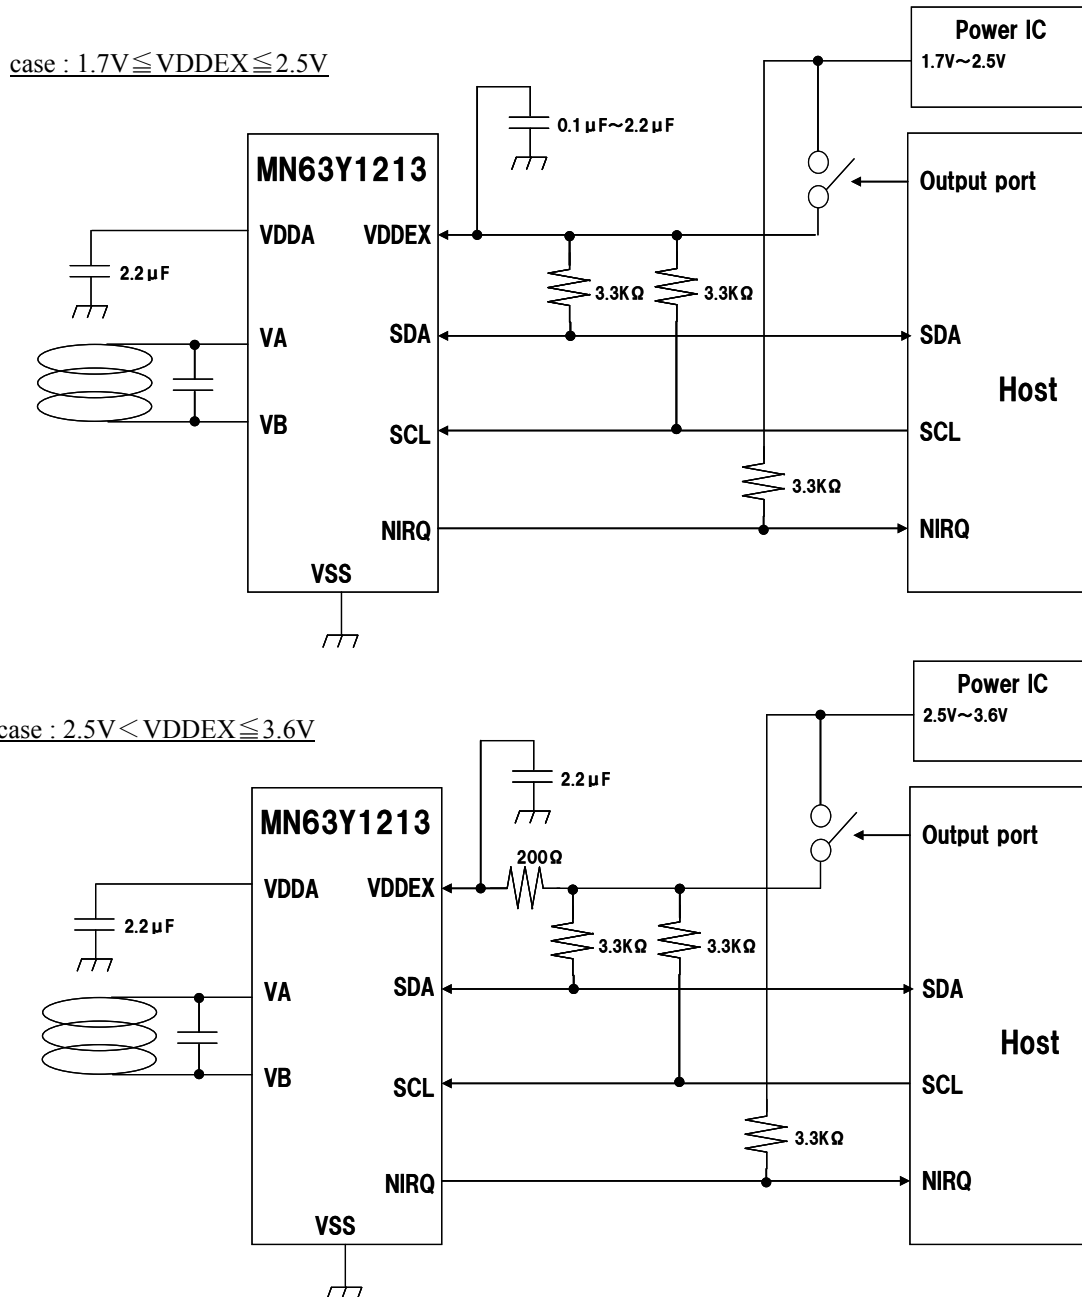 Power IC
1.7V~2.5V
case : 1.7V≦VDDEX≦2.5V
0.1μF~2.2μF
MN63Y1213
Output port
VDDA
VDDEX
2.2μF
3.3KΩ
3.3KΩ
VA
SDA
SDA
Host
VB
SCL
SCL
3.3KΩ
NIRQ
NIRQ
VSS
Power IC
2.5V~3.6V
case : 2.5V<VDDEX≦3.6V
2.2μF
MN63Y1213
Output port
200Ω
VDDA
VDDEX
2.2μF
3.3KΩ
3.3KΩ
VA
SDA
SDA
Host
VB
SCL
SCL
3.3KΩ
NIRQ
NIRQ
VSS